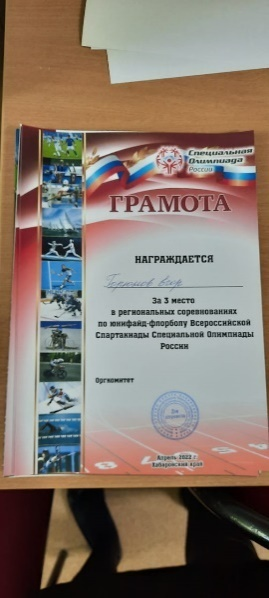 Специальная
Олимпиада
России
ГРАМОТА
НАГРАЖДАЕТСЯ
За 3 место
в региональных соревнованиях
по юнифайд-флорболу Всероссийской
Спартакиады Специальной Олимпиады
России
Оргкомитет
Апрель 2022 г.
Хабаровский край